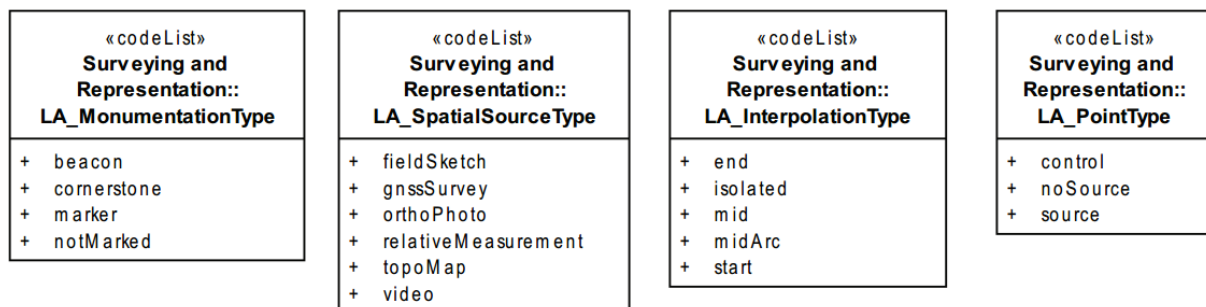 «codeList»
Surveying and
Representation::
LA_MonumentationType
+ beacon
+ cornerstone
+ marker
+ notMarked
«codeList»
Surveying and
Representation::
LA_SpatialSourceType
+ fieldSketch
+ gnssSurvey
+ orthoPhoto
+ relativeMeasurement
+ topoMap
+ video
«codeList»
Surveying and
Representation::
LA_InterpolationType
+ end
+ isolated
+ mid
+ midArc
+ start
«codeList»
Surveying and
Representation::
LA_PointType
+ control
+ noSource
+ source